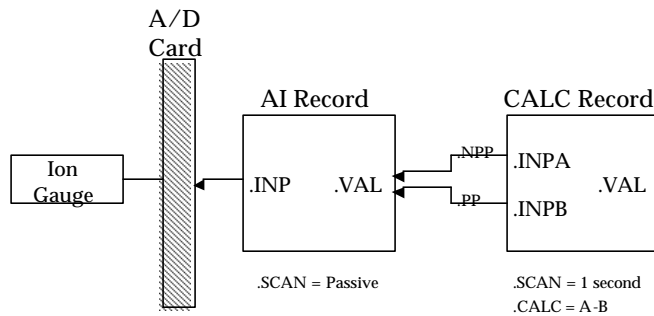 A/D
Card
AI Record
CALC Record
Ion
Gauge
.INP
.VAL
.NPP
.PP
.INPA
.VAL
.INPB
.SCAN = Passive
.SCAN = 1 second
.CALC = A-B